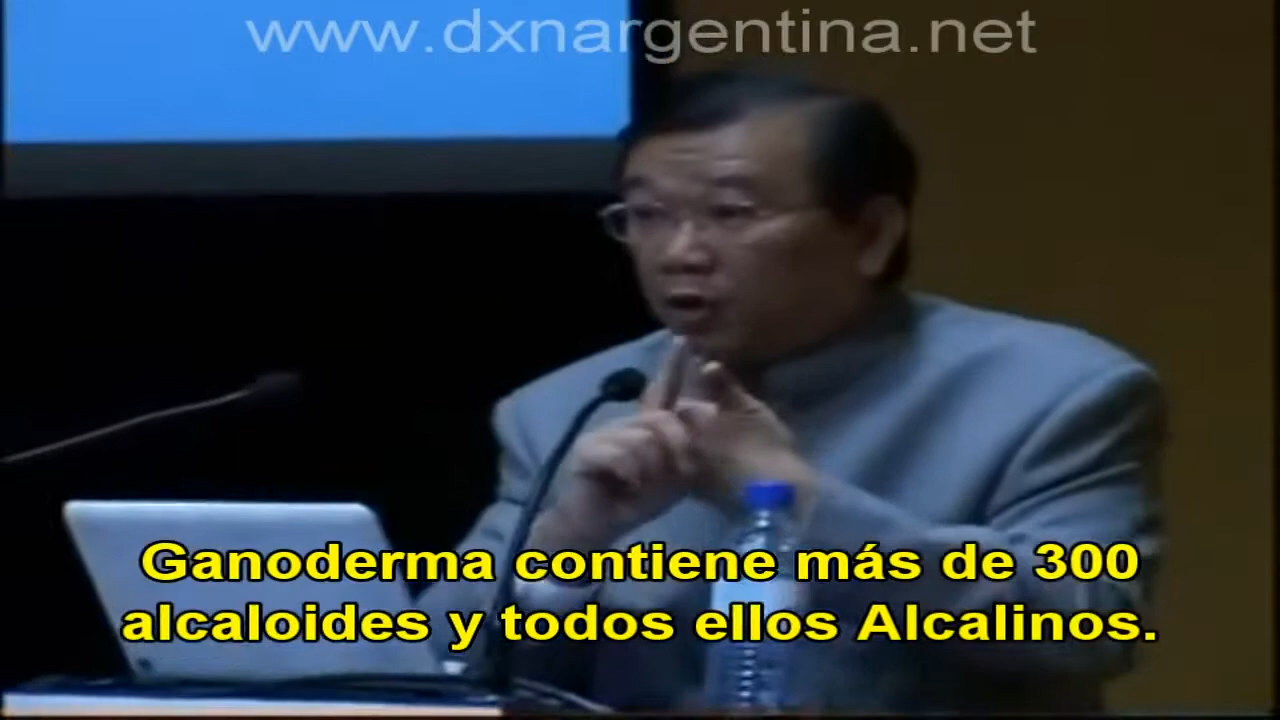 www.dxnargentina.net
Ganoderma contiene más de 300
alcaloides y todos ellos Alcalinos.